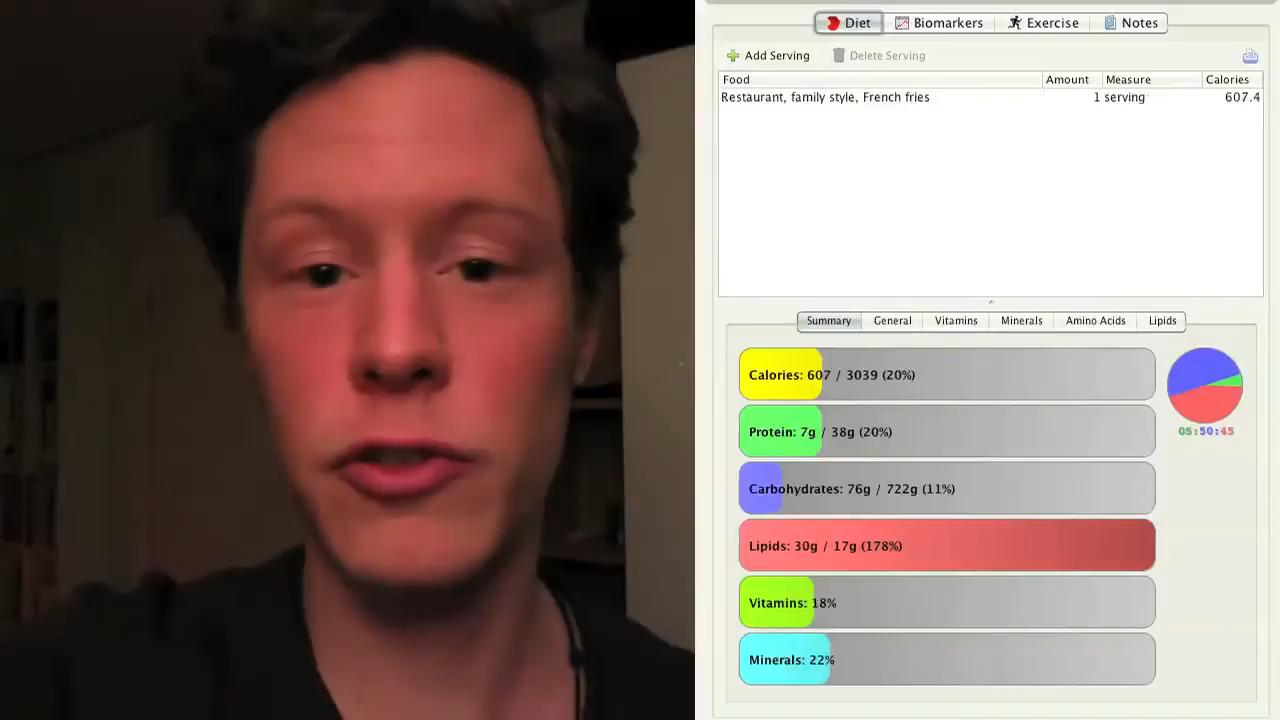 Diet Biomarkers Exercise Notes
Add Serving Delete Serving
Food Amount Measure Calories
Restaurant, family style, French fries 1 serving 607.4
Summary General Vitamins Minerals Amino Acids Lipids
Calories: 607 / 3039 (20%)
Protein: 7g / 38g (20%)
05:50:45
Carbohydrates: 76g / 722g (11%)
Lipids: 30g / 17g (178%)
Vitamins: 18%
Minerals: 22%